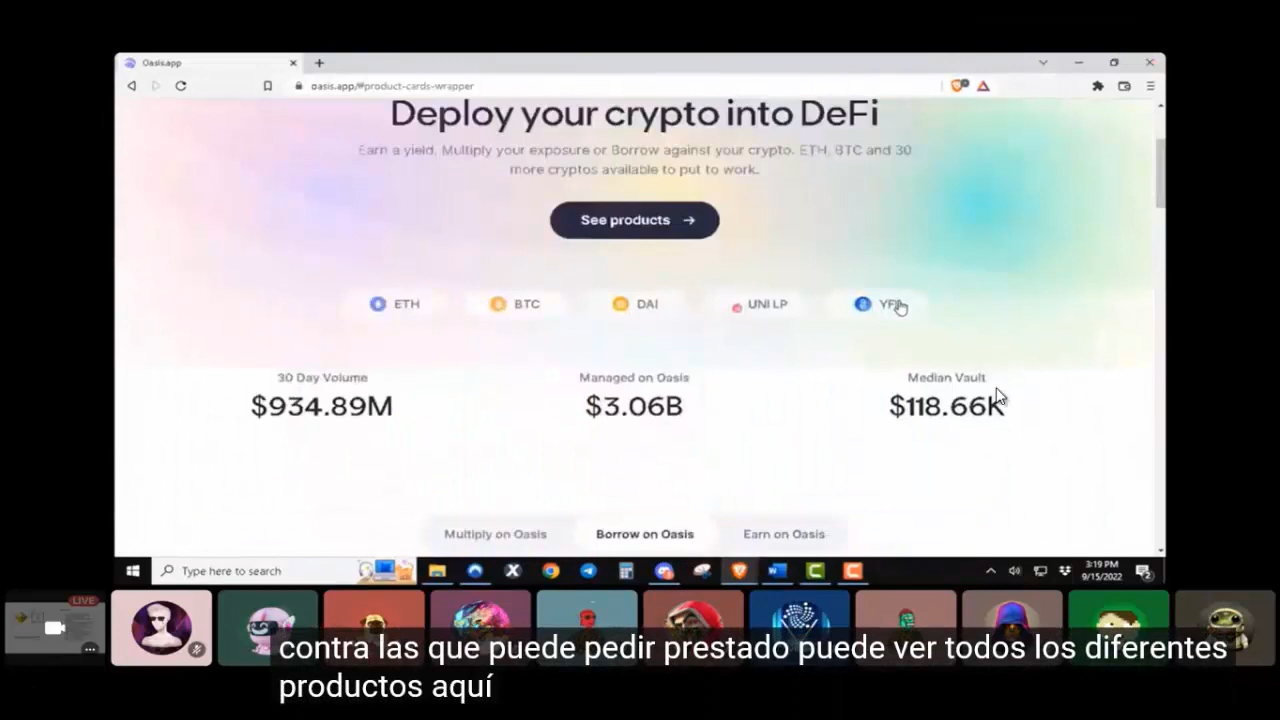 Oasis.app
oasis.app/#product-cards-wrapper
Deploy your crypto into DeFi
Earn a yield. Multiply your exposure or Borrow against your crypto. ETH, BTC and 30
more cryptos available to put to work.
See products →
ETH BTC DAI UNI LP
30 Day Volume Managed on Oasis Median Vault
$934.89M $3.06B $118.66K
Multiply on Oasis Borrow on Oasis Earn on Oasis
Type here to search
3:19 PM
9/15/2022
LIVE
contra las que puede pedir prestado puede ver todos los diferentes
productos aquí